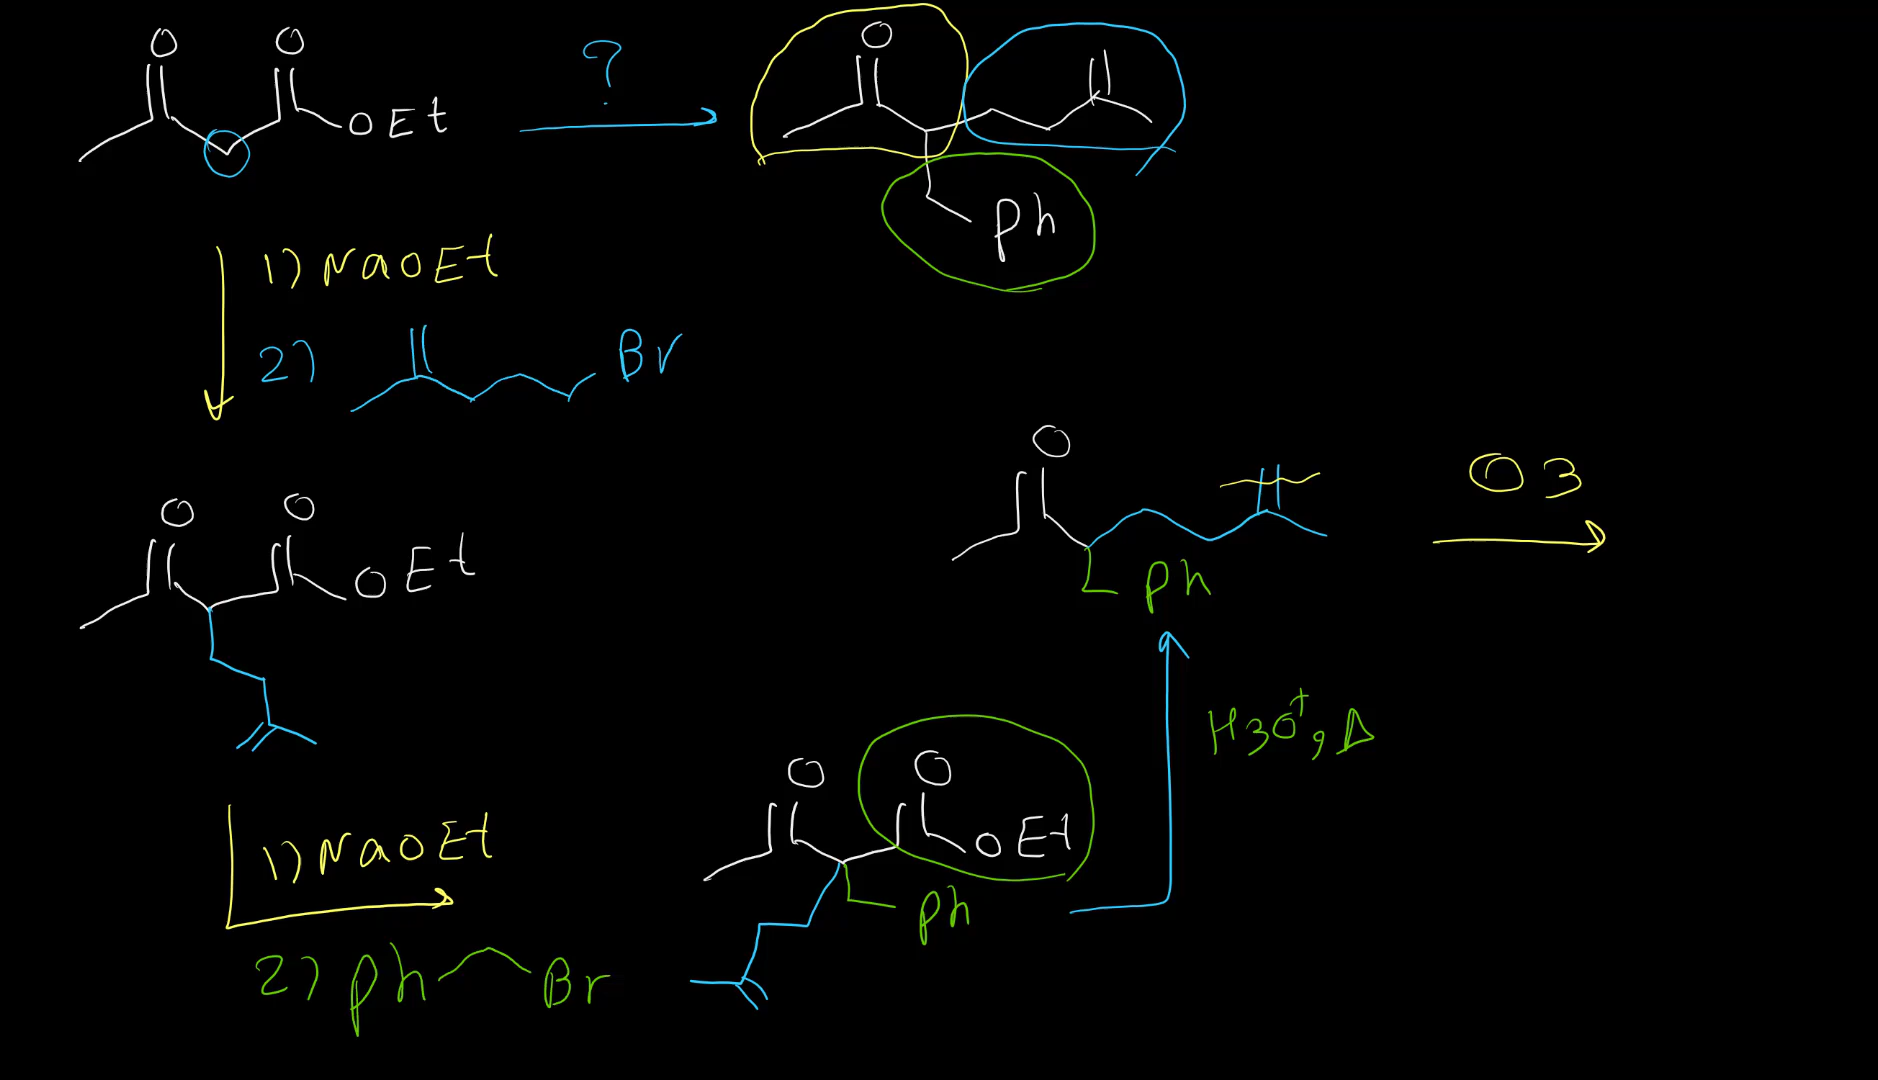 O O
OEt
?
O
Ph
1) NaOEt
2) Br
O O
OEt
1) NaOEt
2) Ph Br
O O
OEt
Ph
H3O+, Δ
O
Ph
O3